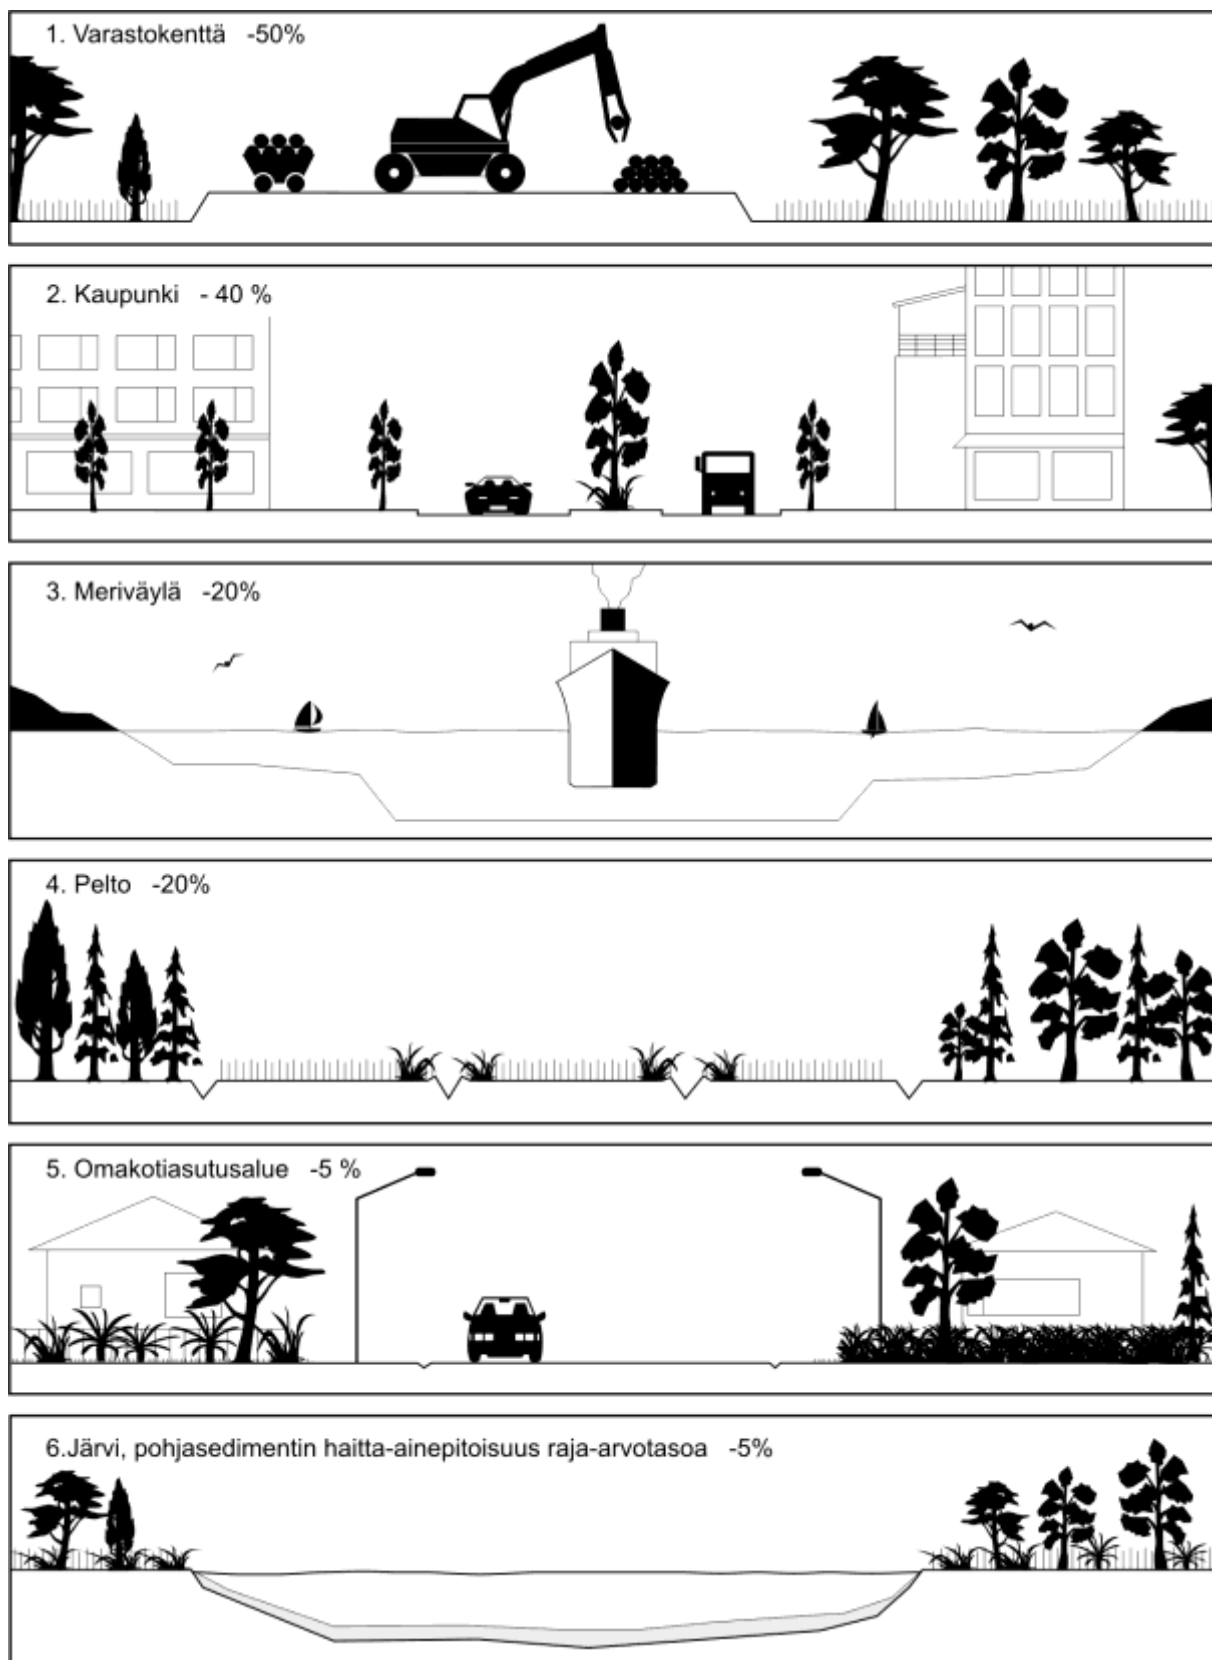 1. Varastokenttä -50%
2. Kaupunki - 40 %
3. Meriväylä -20%
4. Pelto -20%
5. Omakotiasutusalue -5 %
6.Järvi, pohjasedimentin haitta-ainepitoisuus raja-arvotasoa -5%